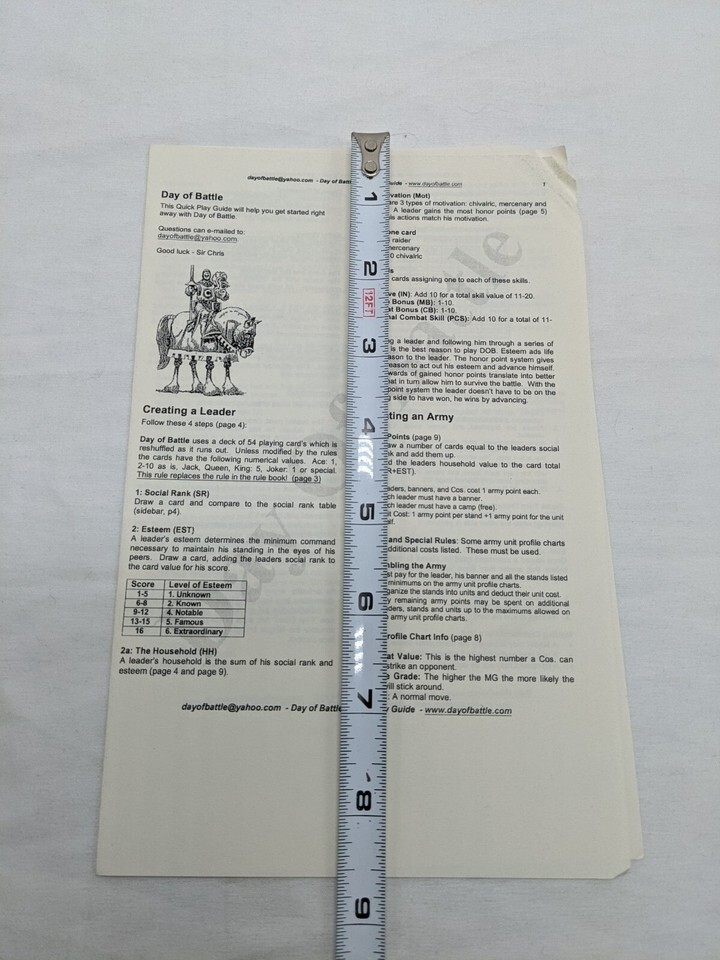 dayofbattle@yahoo.com - Day of
Guide - www.dayofbattle.com
1
Day of Battle
This Quick Play Guide will help you get started right
away with Day of Battle.
Questions can e-mailed to:
dayofbattle@yahoo.com.
Good luck - Sir Chris
Creating a Leader
Follow these 4 steps (page 4):
Day of Battle uses a deck of 54 playing card's which is
reshuffled as it runs out. Unless modified by the rules
the cards have the following numerical values. Ace: 1,
2-10 as is, Jack, Queen, King: 5, Joker: 1 or special.
This rule replaces the rule in the rule book! (page 3)
1: Social Rank (SR)
Draw a card and compare to the social rank table
(sidebar, p4).
2: Esteem (EST)
A leader's esteem determines the minimum command
necessary to maintain his standing in the eyes of his
peers. Draw a card, adding the leaders social rank to
the card value for his score.
Score Level of Esteem
1-5 1. Unknown
6-8 2. Known
9-12 4. Notable
13-15 5. Famous
16 6. Extraordinary
2a: The Household (HH)
A leader's household is the sum of his social rank and
esteem (page 4 and page 9).
(Mot)
are 3 types of motivation: chivalric, mercenary and
A leader gains the most honor points (page 5)
actions match his motivation.
card
raider
chivalric
cards assigning one to each of these skills.
(IN): Add 10 for a total skill value of 11-20.
Bonus (MB): 1-10.
Bonus (CB): 1-10.
Combat Skill (PCS): Add 10 for a total of 11-
a leader and following him through a series of
is the best reason to play DOB. Esteem ads life
to the leader. The honor point system gives
to act out his esteem and advance himself.
of gained honor points translate into better
in turn allow him to survive the battle. With the
system the leader doesn't have to be on the
side to have won, he wins by advancing.
an Army
Points (page 9)
a number of cards equal to the leaders social
and add them up.
the leaders household value to the card total
banners, and Cos. cost 1 army point each.
leader must have a banner.
leader must have a camp (free).
Cost: 1 army point per stand +1 army point for the unit
and Special Rules: Some army unit profile charts
additional costs listed. These must be used.
the Army
pay for the leader, his banner and all the stands listed
minimums on the army unit profile charts.
the stands into units and deduct their unit cost.
remaining army points may be spent on additional
stands and units up to the maximums allowed on
army unit profile charts.
Chart Info (page 8)
Value: This is the highest number a Cos. can
strike an opponent.
Grade: The higher the MG the more likely the
stick around.
A normal move.
dayofbattle@yahoo.com - Day of Battle
Guide - www.dayofbattle.com
1
2
12FT
3
4
5
6
7
8
9